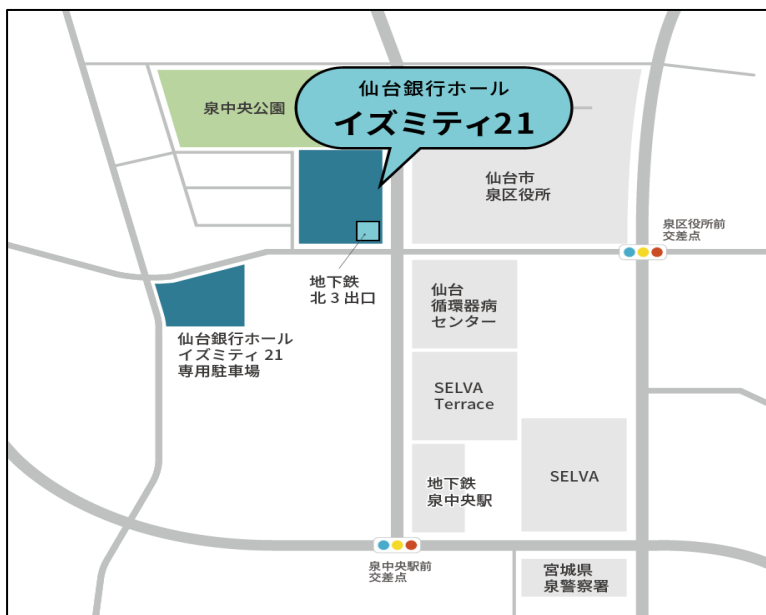 仙台銀行ホール
イズミティ21
泉中央公園
仙台市
泉区役所
泉区役所前
交差点
地下鉄
北3出口
仙台
循環器病
センター
仙台銀行ホール
イズミティ 21
専用駐車場
SELVA
Terrace
地下鉄
泉中央駅
SELVA
泉中央駅前
交差点
宮城県
泉警察署